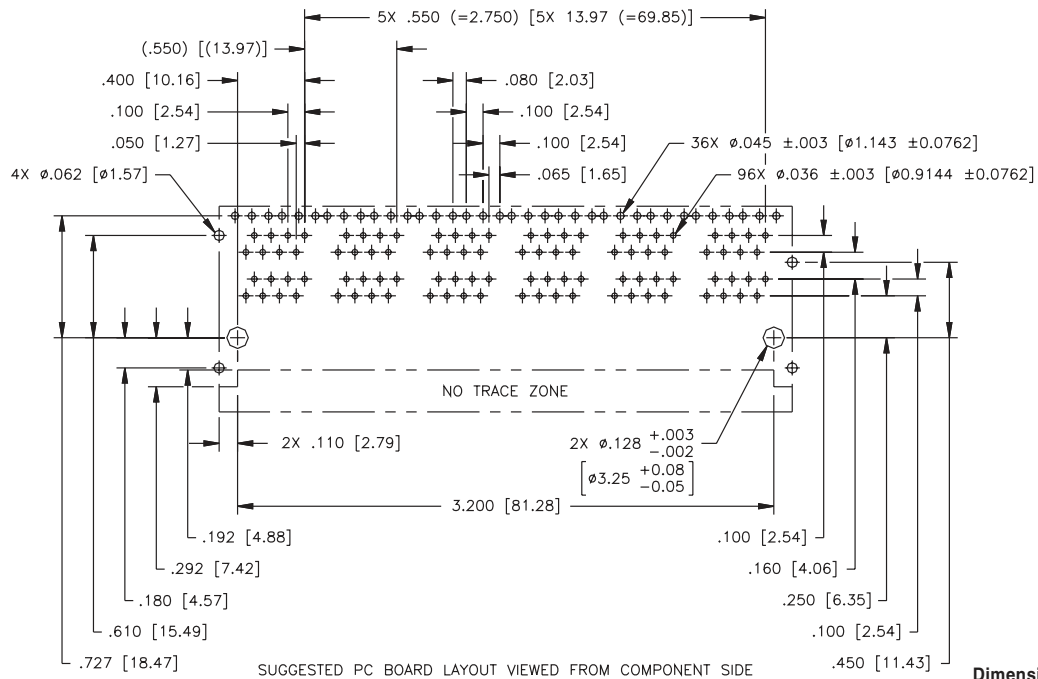 5X .550 (=2.750) [5X 13.97 (=69.85)]
(.550) [(13.97)]
.400 [10.16]
.080 [2.03]
.100 [2.54]
.100 [2.54]
.050 [1.27]
.100 [2.54]
36X ø.045 ±.003 [ø1.143 ±0.0762]
4X ø.062 [ø1.57]
.065 [1.65]
96X ø.036 ±.003 [ø0.9144 ±0.0762]
NO TRACE ZONE
2X .110 [2.79]
2X ø.128 +.003 -.002
[ø3.25 +0.08 -0.05]
3.200 [81.28]
.192 [4.88]
.100 [2.54]
.292 [7.42]
.160 [4.06]
.180 [4.57]
.250 [6.35]
.610 [15.49]
.100 [2.54]
.727 [18.47]
.450 [11.43]
SUGGESTED PC BOARD LAYOUT VIEWED FROM COMPONENT SIDE
Dimensi